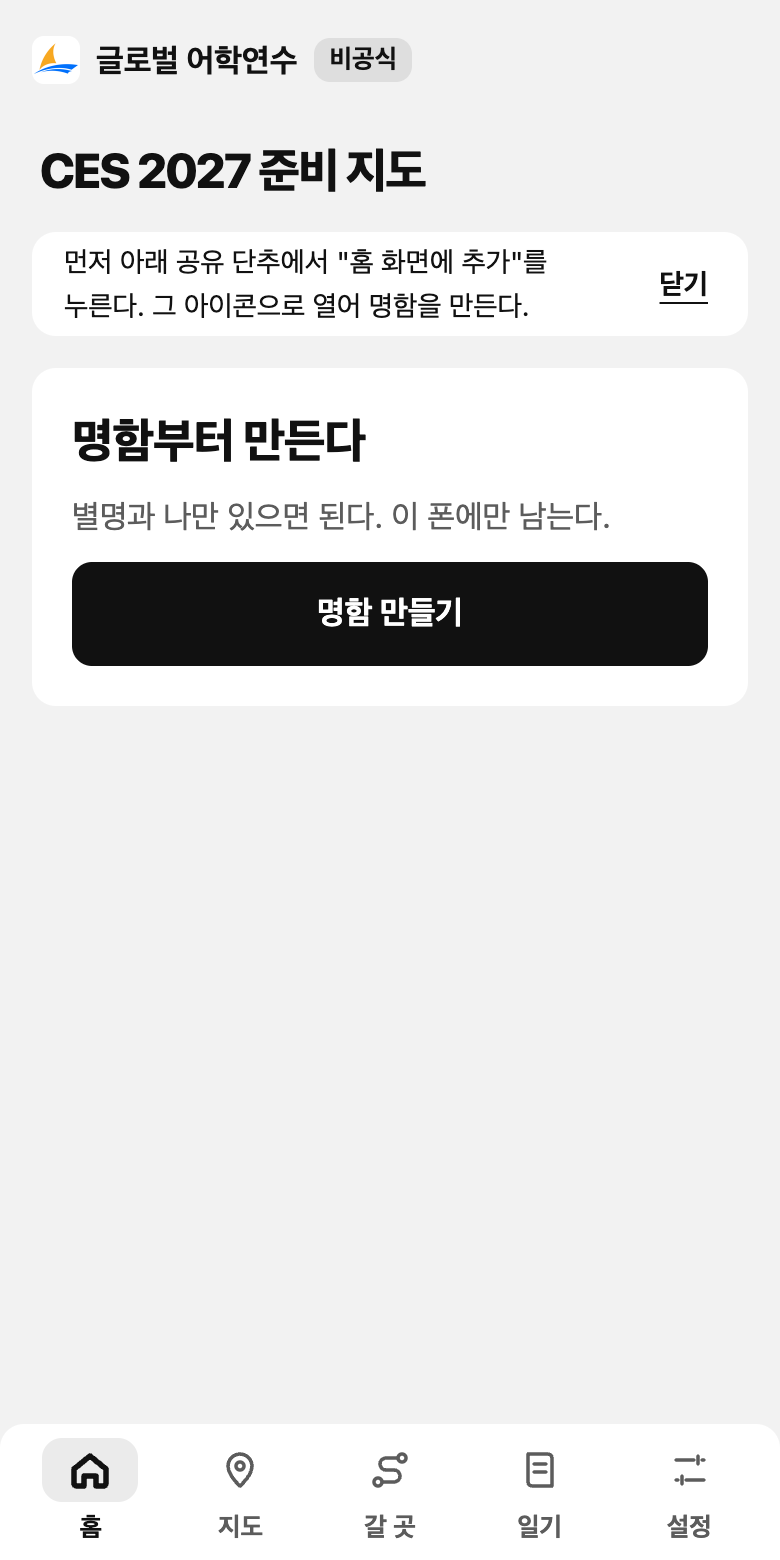 글로벌 어학연수 비공식
CES 2027 준비 지도
먼저 아래 공유 단추에서 "홈 화면에 추가"를
누른다. 그 아이콘으로 열어 명함을 만든다.
닫기
명함부터 만든다
별명과 나만 있으면 된다. 이 폰에만 남는다.
명함 만들기
홈 지도 갈 곳 일기 설정